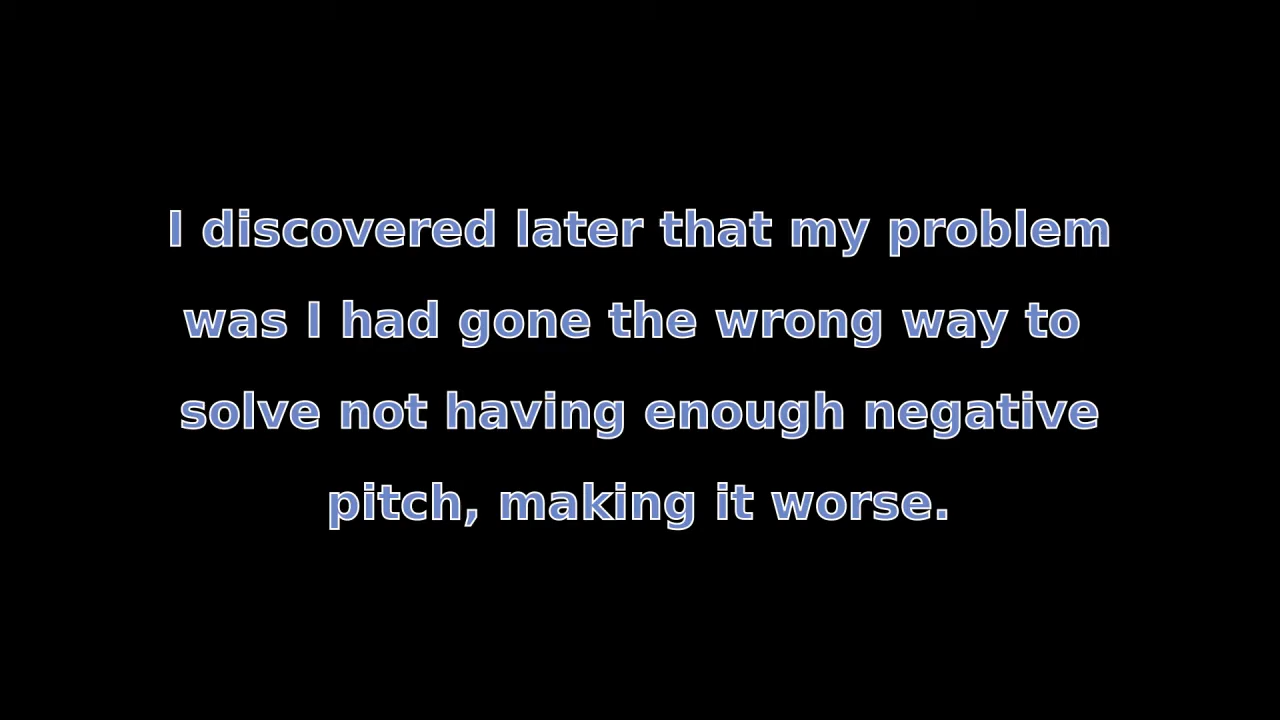 I discovered later that my problem
was I had gone the wrong way to
solve not having enough negative
pitch, making it worse.